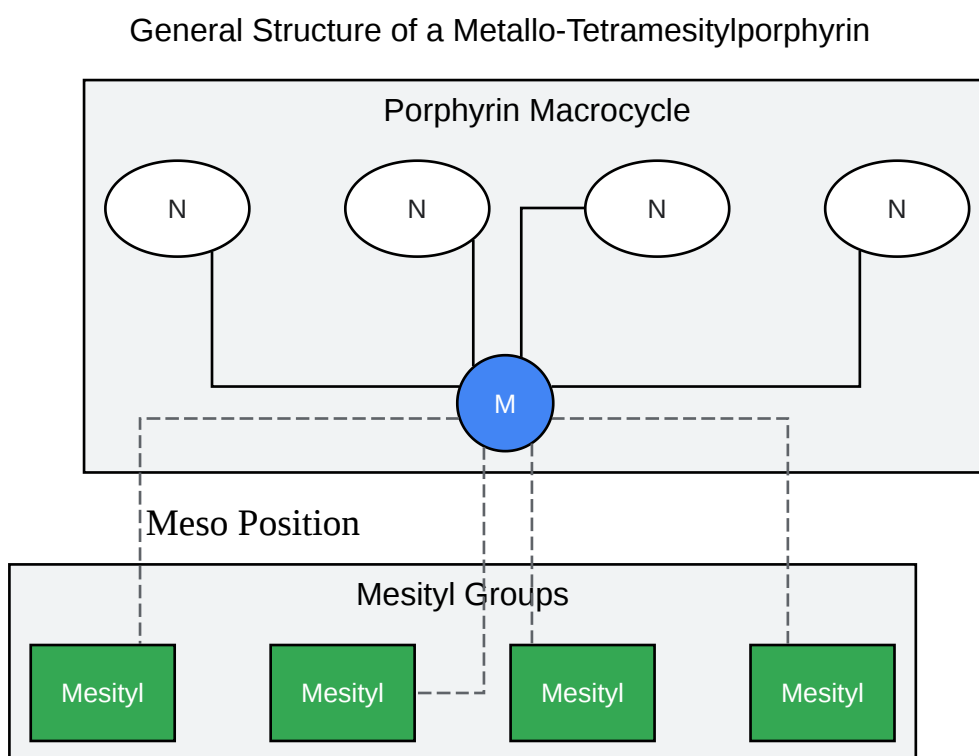 General Structure of a Metallo-Tetramesitylporphyrin
Porphyrin Macrocycle
N N N N
M
Meso Position
Mesityl Groups
Mesityl Mesityl Mesityl Mesityl